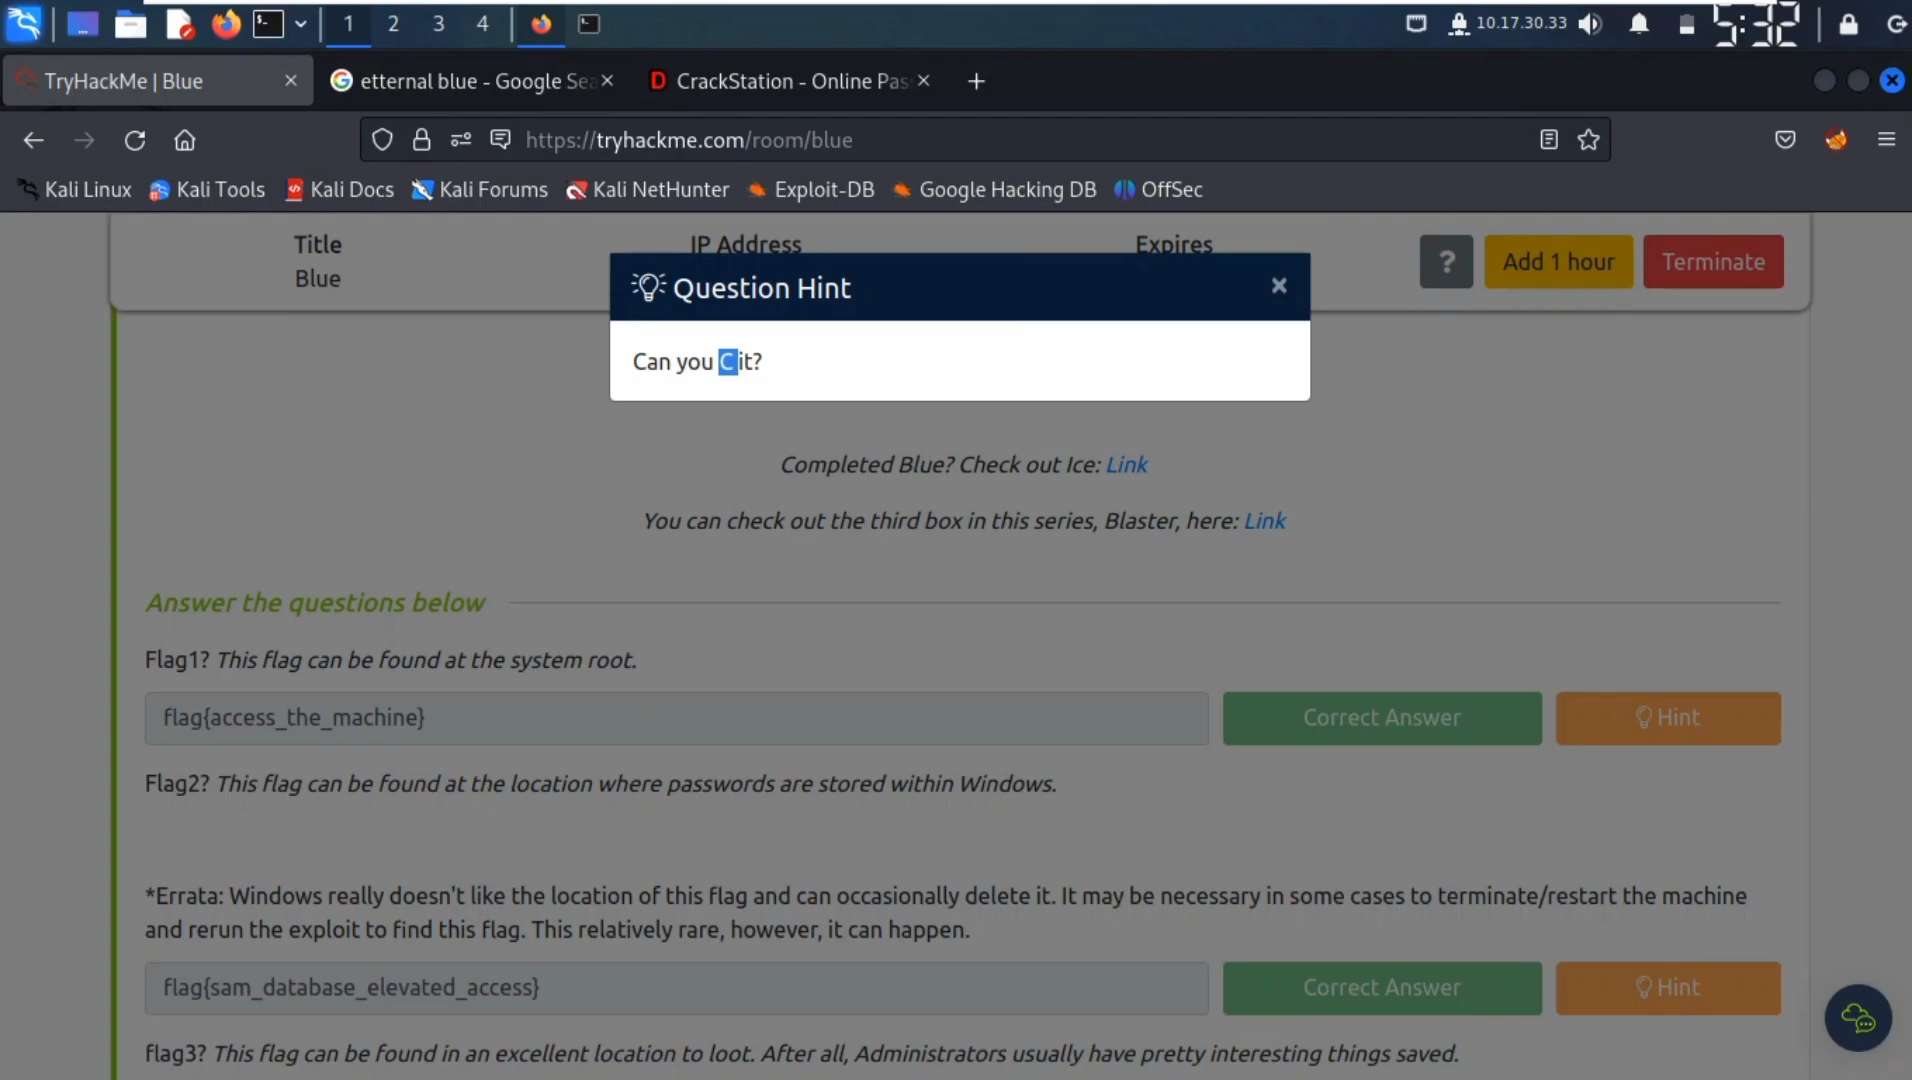 1 2 3 4 10.17.30.33 5:32
TryHackMe | Blue
etternal blue - Google Sea
CrackStation - Online Pas
https://tryhackme.com/room/blue
Kali Linux Kali Tools Kali Docs Kali Forums Kali NetHunter Exploit-DB Google Hacking DB OffSec
Title IP Address Expires
Blue
? Add 1 hour Terminate
Question Hint
Can you C it?
Completed Blue? Check out Ice: Link
You can check out the third box in this series, Blaster, here: Link
Answer the questions below
Flag1? This flag can be found at the system root.
flag{access_the_machine} Correct Answer Hint
Flag2? This flag can be found at the location where passwords are stored within Windows.
*Errata: Windows really doesn't like the location of this flag and can occasionally delete it. It may be necessary in some cases to terminate/restart the machine
and rerun the exploit to find this flag. This relatively rare, however, it can happen.
flag{sam_database_elevated_access} Correct Answer Hint
flag3? This flag can be found in an excellent location to loot. After all, Administrators usually have pretty interesting things saved.